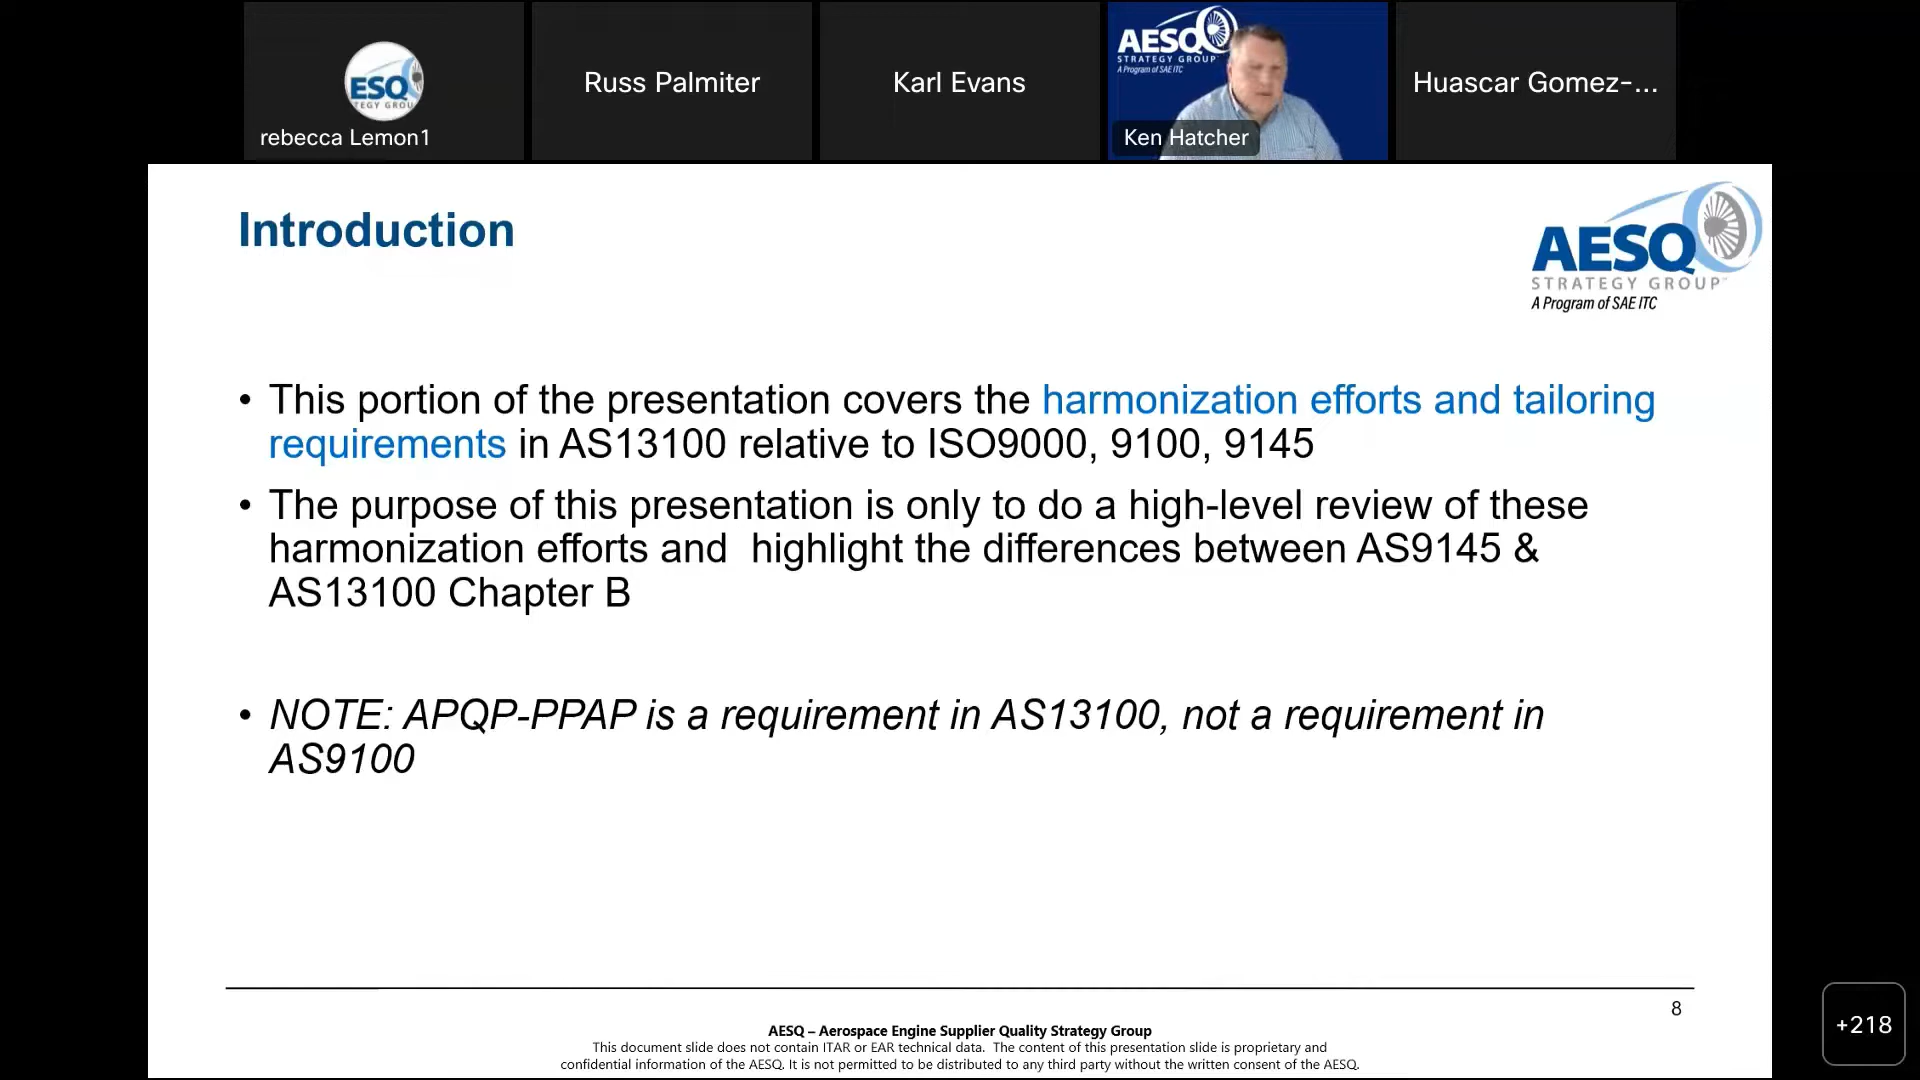 ESQ
TEGY GROU
rebecca Lemon1
Russ Palmiter
Karl Evans
AESQ
STRATEGY GROUP
A Program of SAE ITC
Ken Hatcher
Huascar Gomez-...
Introduction
AESQ
STRATEGY GROUP
A Program of SAE ITC
• This portion of the presentation covers the harmonization efforts and tailoring
requirements in AS13100 relative to ISO9000, 9100, 9145
• The purpose of this presentation is only to do a high-level review of these
harmonization efforts and  highlight the differences between AS9145 &
AS13100 Chapter B
• NOTE: APQP-PPAP is a requirement in AS13100, not a requirement in
AS9100
8
AESQ – Aerospace Engine Supplier Quality Strategy Group
This document slide does not contain ITAR or EAR technical data.  The content of this presentation slide is proprietary and
confidential information of the AESQ. It is not permitted to be distributed to any third party without the written consent of the AESQ.
+218